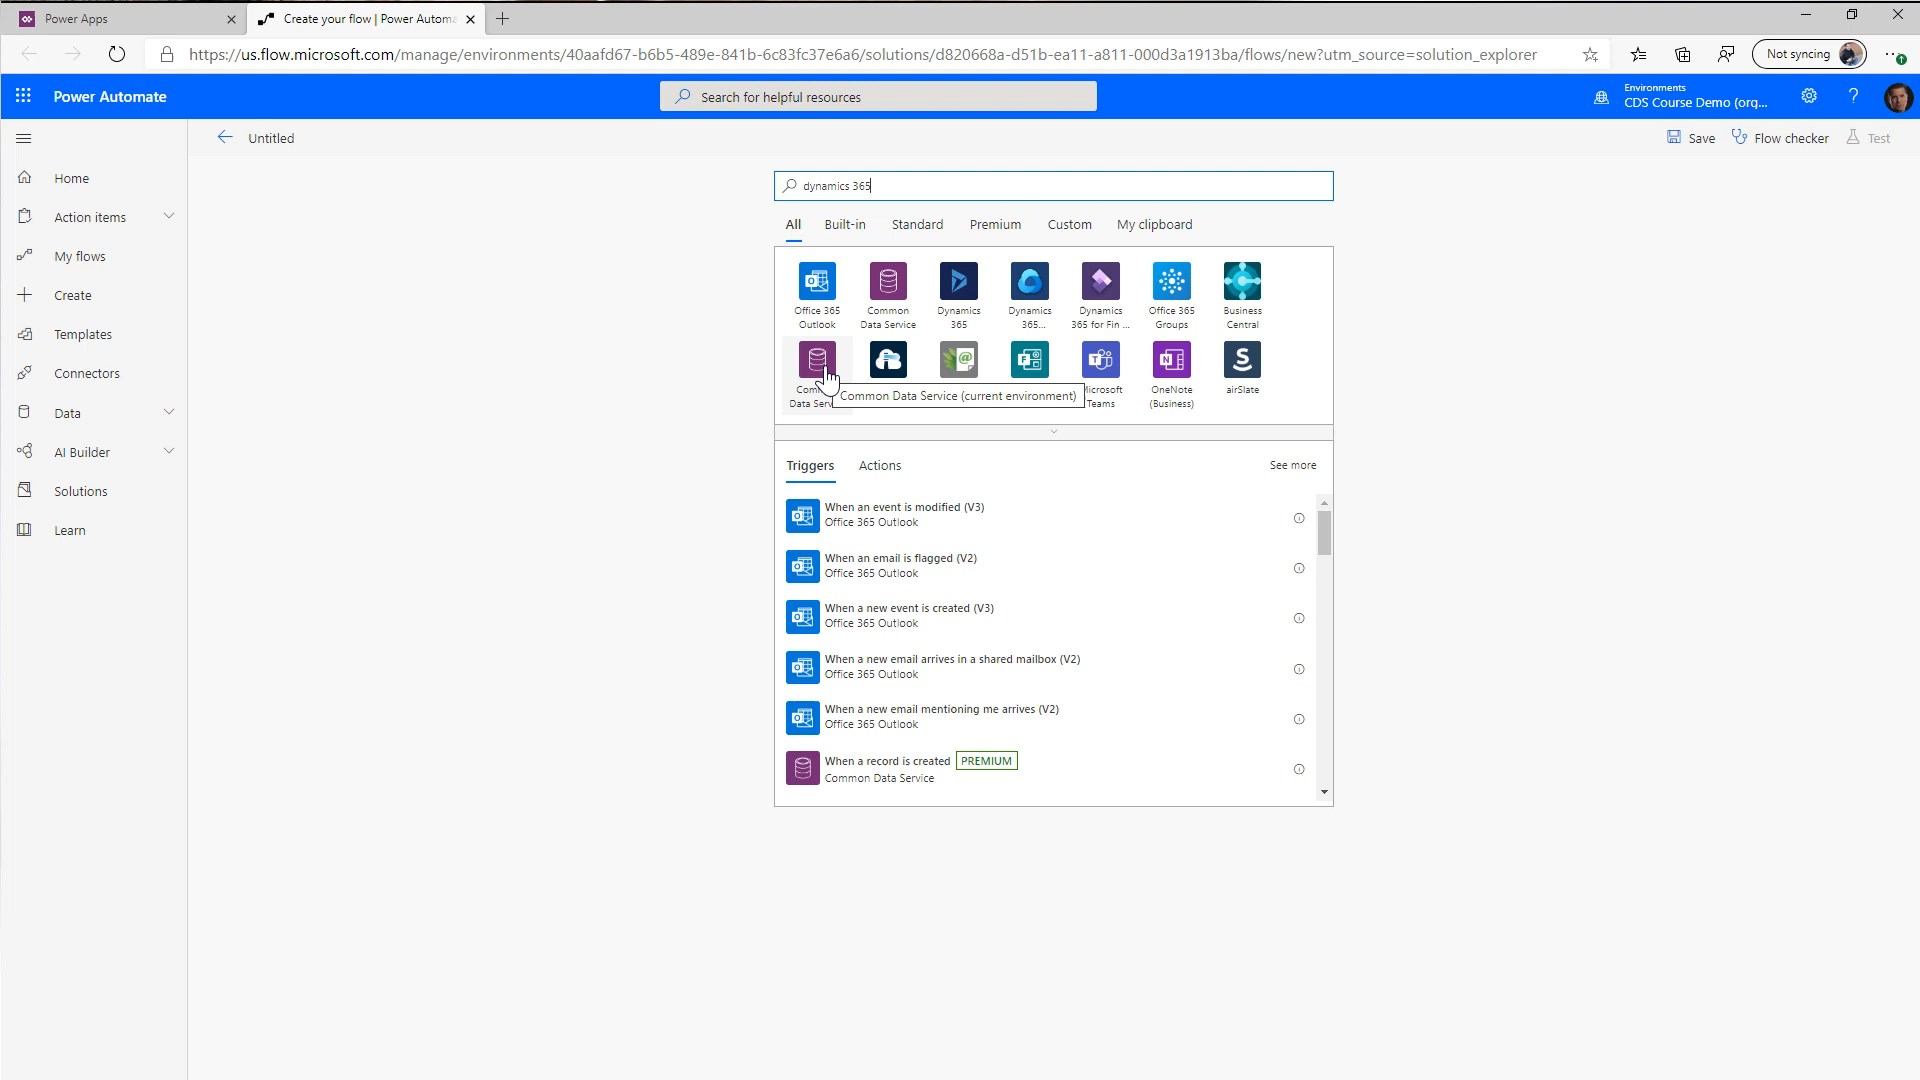 Power Apps
Create your flow | Power Automa
https://us.flow.microsoft.com/manage/environments/40aafd67-b6b5-489e-841b-6c83fc37e6a6/solutions/d820668a-d51b-ea11-a811-000d3a1913ba/flows/new?utm_source=solution_explorer
Not syncing
Power Automate
Search for helpful resources
Environments
CDS Course Demo (orq...
Untitled
Save
Flow checker
Test
Home
Action items
My flows
Create
Templates
Connectors
Data
AI Builder
Solutions
Learn
dynamics 365
All
Built-in
Standard
Premium
Custom
My clipboard
Office 365
Outlook
Common
Data Service
Dynamics
365
Dynamics
365...
Dynamics
365 for Fin ...
Office 365
Groups
Business
Central
Common Data Service (current environment)
Teams
OneNote
(Business)
airSlate
Triggers
Actions
See more
When an event is modified (V3)
Office 365 Outlook
When an email is flagged (V2)
Office 365 Outlook
When a new event is created (V3)
Office 365 Outlook
When a new email arrives in a shared mailbox (V2)
Office 365 Outlook
When a new email mentioning me arrives (V2)
Office 365 Outlook
When a record is created PREMIUM
Common Data Service